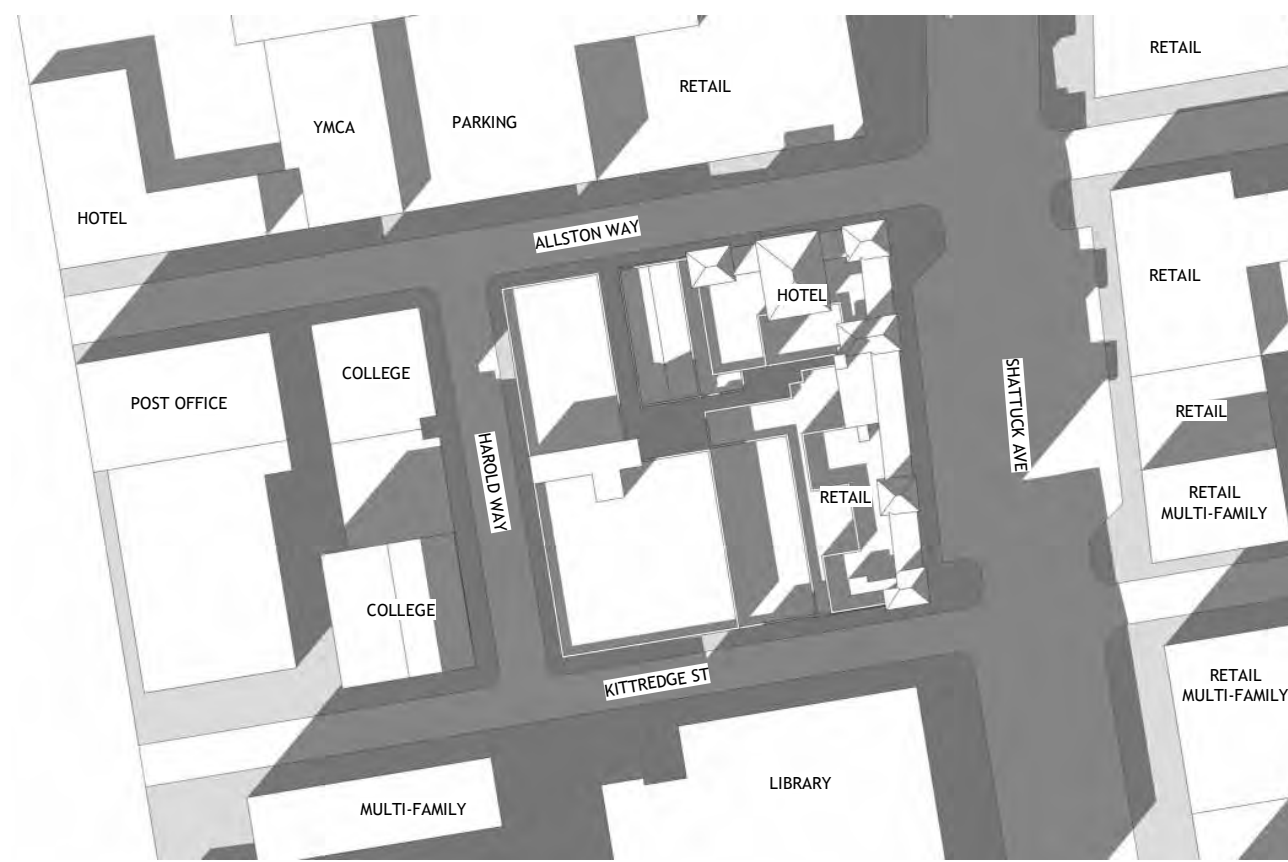 RETAIL
RETAIL
YMCA
PARKING
HOTEL
ALLSTON WAY
HOTEL
RETAIL
COLLEGE
POST OFFICE
SHATTUCK AVE
RETAIL
HAROLD WAY
RETAIL
RETAIL
MULTI-FAMILY
COLLEGE
KITTREDGE ST
RETAIL
MULTI-FAMILY
LIBRARY
MULTI-FAMILY